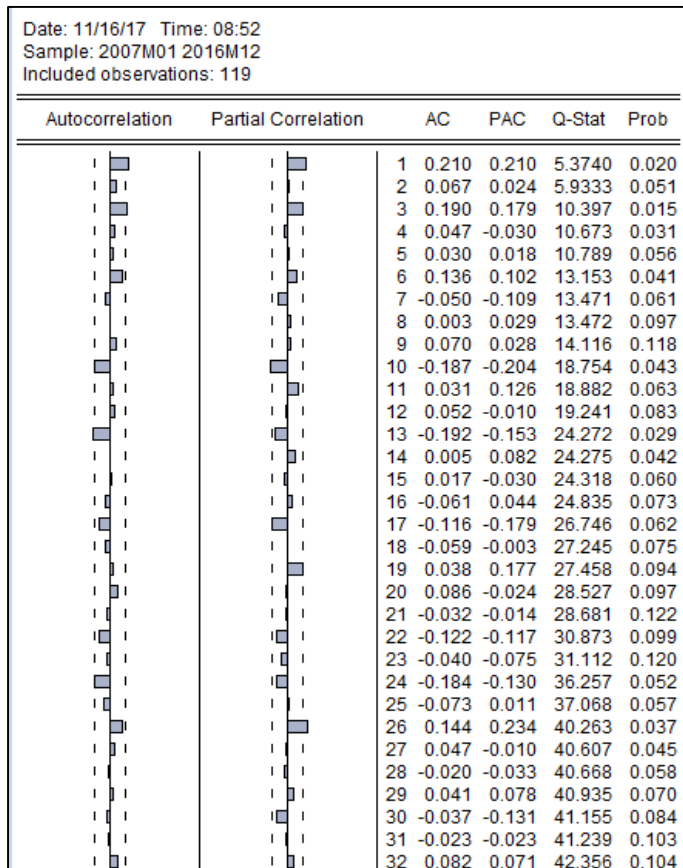 Date: 11/16/17 Time: 08:52
Sample: 2007M01 2016M12
Included observations: 119
Autocorrelation Partial Correlation AC PAC Q-Stat Prob
1 0.210 0.210 5.3740 0.020
2 0.067 0.024 5.9333 0.051
3 0.190 0.179 10.397 0.015
4 0.047 -0.030 10.673 0.031
5 0.030 0.018 10.789 0.056
6 0.136 0.102 13.153 0.041
7 -0.050 -0.109 13.471 0.061
8 0.003 0.029 13.472 0.097
9 0.070 0.028 14.116 0.118
10 -0.187 -0.204 18.754 0.043
11 0.031 0.126 18.882 0.063
12 0.052 -0.010 19.241 0.083
13 -0.192 -0.153 24.272 0.029
14 0.005 0.082 24.275 0.042
15 0.017 -0.030 24.318 0.060
16 -0.061 0.044 24.835 0.073
17 -0.116 -0.179 26.746 0.062
18 -0.059 -0.003 27.245 0.075
19 0.038 0.177 27.458 0.094
20 0.086 -0.024 28.527 0.097
21 -0.032 -0.014 28.681 0.122
22 -0.122 -0.117 30.873 0.099
23 -0.040 -0.075 31.112 0.120
24 -0.184 -0.130 36.257 0.052
25 -0.073 0.011 37.068 0.057
26 0.144 0.234 40.263 0.037
27 0.047 -0.010 40.607 0.045
28 -0.020 -0.033 40.668 0.058
29 0.041 0.078 40.935 0.070
30 -0.037 -0.131 41.155 0.084
31 -0.023 -0.023 41.239 0.103
32 0.082 0.071 42.356 0.104